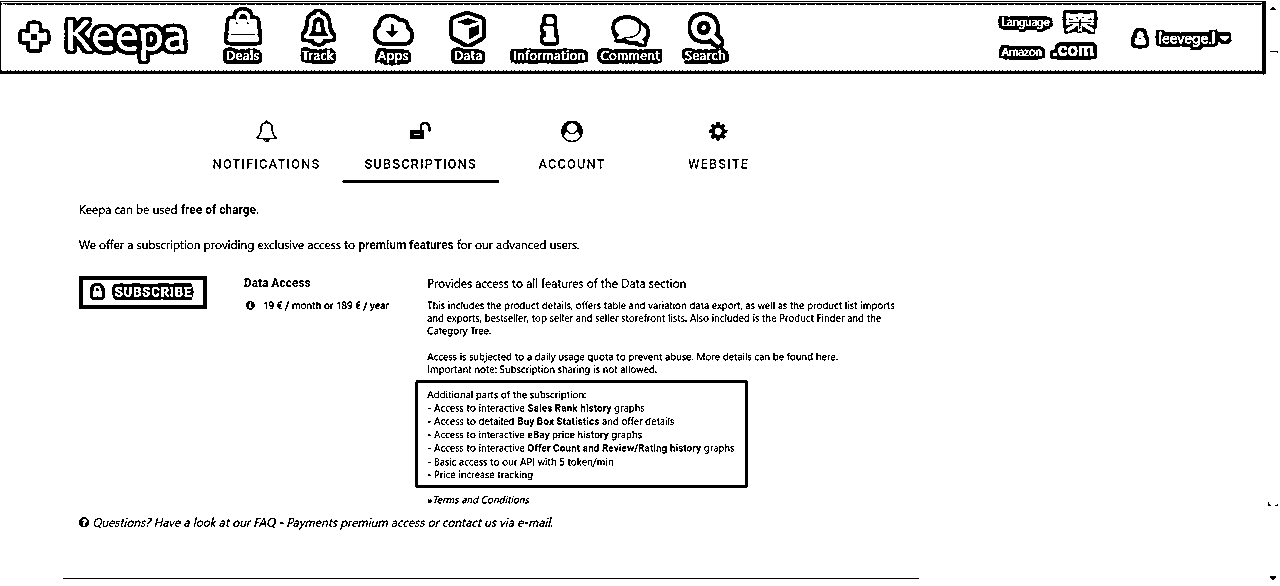 Keepa
Deals
Track
Apps
Data
Information
Comment
Search
Language
Amazon .com
leevegel
NOTIFICATIONS
SUBSCRIPTIONS
ACCOUNT
WEBSITE
Keepa can be used free of charge.
We offer a subscription providing exclusive access to premium features for our advanced users.
SUBSCRIBE
Data Access
19 € / month or 189 € / year
Provides access to all features of the Data section
This includes the product details, offers table and variation data export, as well as the product list imports
and exports, bestseller, top seller and seller storefront lists. Also included is the Product Finder and the
Category Tree.
Access is subjected to a daily usage quota to prevent abuse. More details can be found here.
Important note: Subscription sharing is not allowed.
Additional parts of the subscription:
- Access to interactive Sales Rank history graphs
- Access to detailed Buy Box Statistics and offer details
- Access to interactive eBay price history graphs
- Access to interactive Offer Count and Review/Rating history graphs
- Basic access to our API with 5 token/min
- Price increase tracking
» Terms and Conditions
Questions? Have a look at our FAQ - Payments premium access or contact us via e-mail.